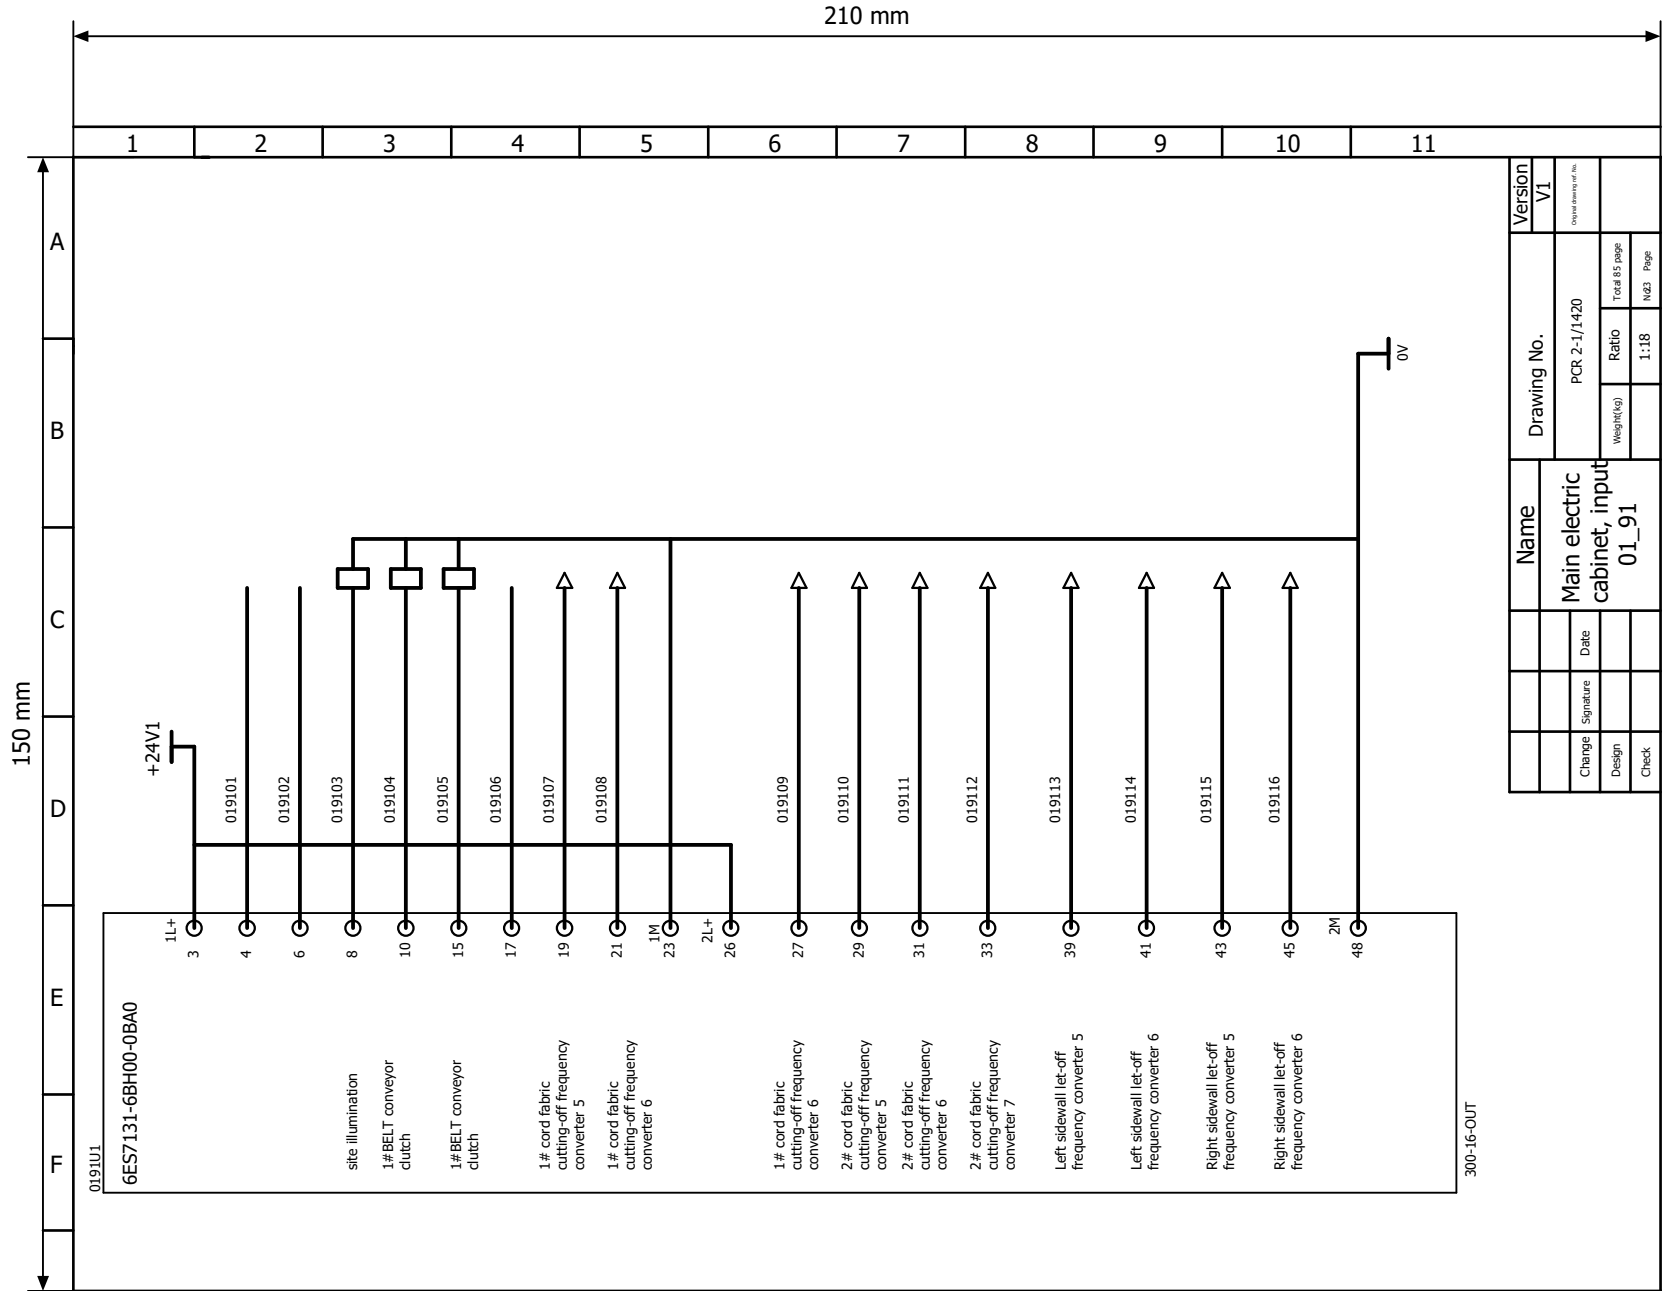 210 mm
1
2
3
4
5
6
7
8
9
10
11
150 mm
A
B
C
D
E
F
+24V1
0V
019101
019102
019103
019104
019105
019106
019107
019108
019109
019110
019111
019112
019113
019114
019115
019116
1L+
1M
2L+
2M
3
4
6
8
10
15
17
19
21
23
26
27
29
31
33
39
41
43
45
48
0191U1
6ES7131-6BH00-0BA0
site illumination
1#BELT conveyor
clutch
1#BELT conveyor
clutch
1# cord fabric
cutting-off frequency
converter 5
1# cord fabric
cutting-off frequency
converter 6
1# cord fabric
cutting-off frequency
converter 6
2# cord fabric
cutting-off frequency
converter 5
2# cord fabric
cutting-off frequency
converter 6
2# cord fabric
cutting-off frequency
converter 7
Left sidewall let-off
frequency converter 5
Left sidewall let-off
frequency converter 6
Right sidewall let-off
frequency converter 5
Right sidewall let-off
frequency converter 6
300-16-OUT
Version
V1
Original drawing ref. No.
Drawing No.
PCR 2-1/1420
Weight(kg)
Ratio
Total 85 page
1:18
No23 Page
Name
Main electric
cabinet, input
01_91
Change
Signature
Date
Design
Check